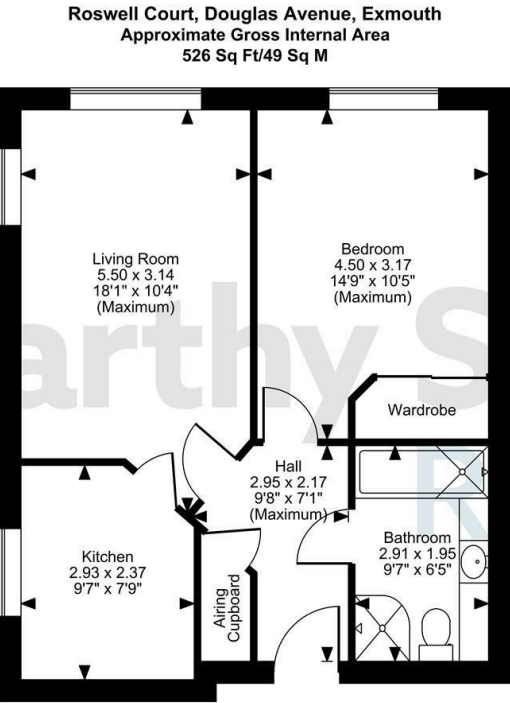 Roswell Court, Douglas Avenue, Exmouth
Approximate Gross Internal Area
526 Sq Ft/49 Sq M
Living Room
5.50 x 3.14
18'1" x 10'4"
(Maximum)
Bedroom
4.50 x 3.17
14'9" x 10'5"
(Maximum)
arthy S
Wardrobe
Hall
2.95 x 2.17
9'8" x 7'1"
(Maximum)
R
Bathroom
2.91 x 1.95
9'7" x 6'5"
Kitchen
2.93 x 2.37
9'7" x 7'9"
Airing
Cupboard